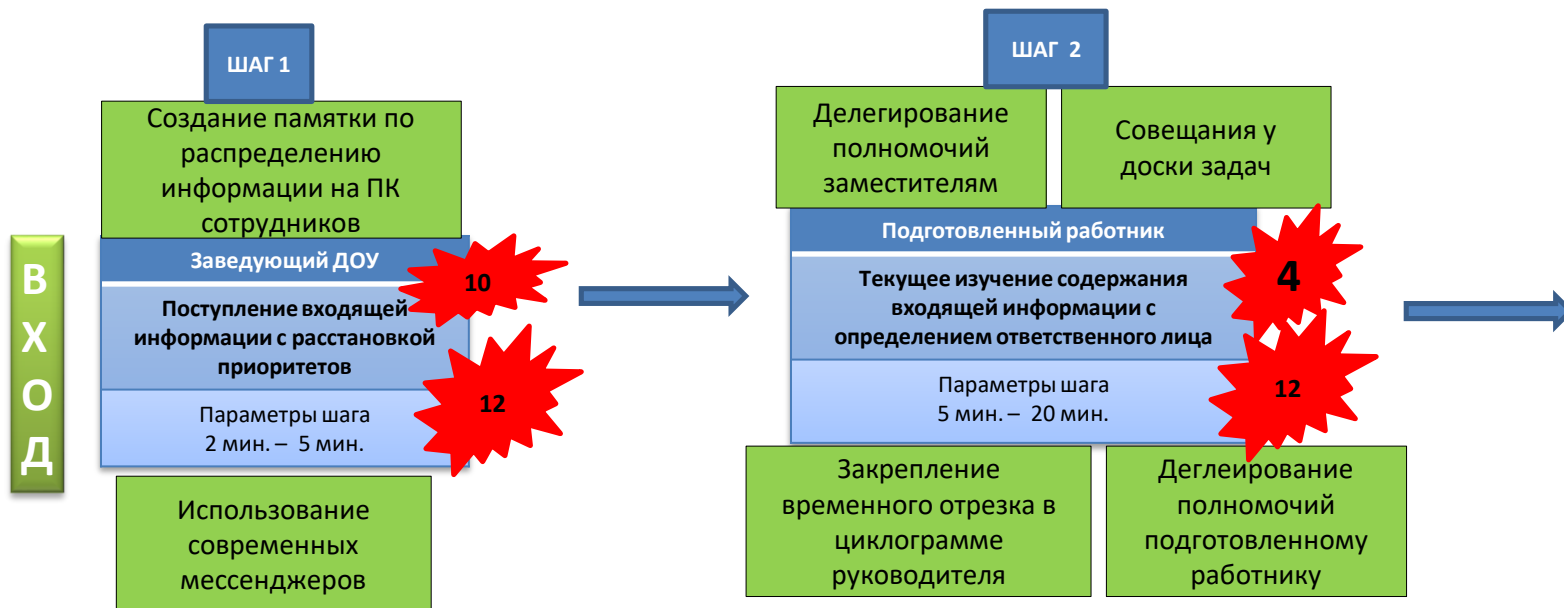 ШАГ 1
Создание памятки по
распределению
информации на ПК
сотрудников
В
Х
О
Д
Заведующий ДОУ
10
Поступление входящей
информации с расстановкой
приоритетов
12
Параметры шага
2 мин. – 5 мин.
Использование
современных
мессенджеров
ШАГ 2
Делегирование
полномочий
заместителям
Совещания у
доски задач
Подготовленный работник
4
Текущее изучение содержания
входящей информации с
определением ответственного лица
12
Параметры шага
5 мин. – 20 мин.
Закрепление
временного отрезка в
циклограмме
руководителя
Деглеирование
полномочий
подготовленному
работнику